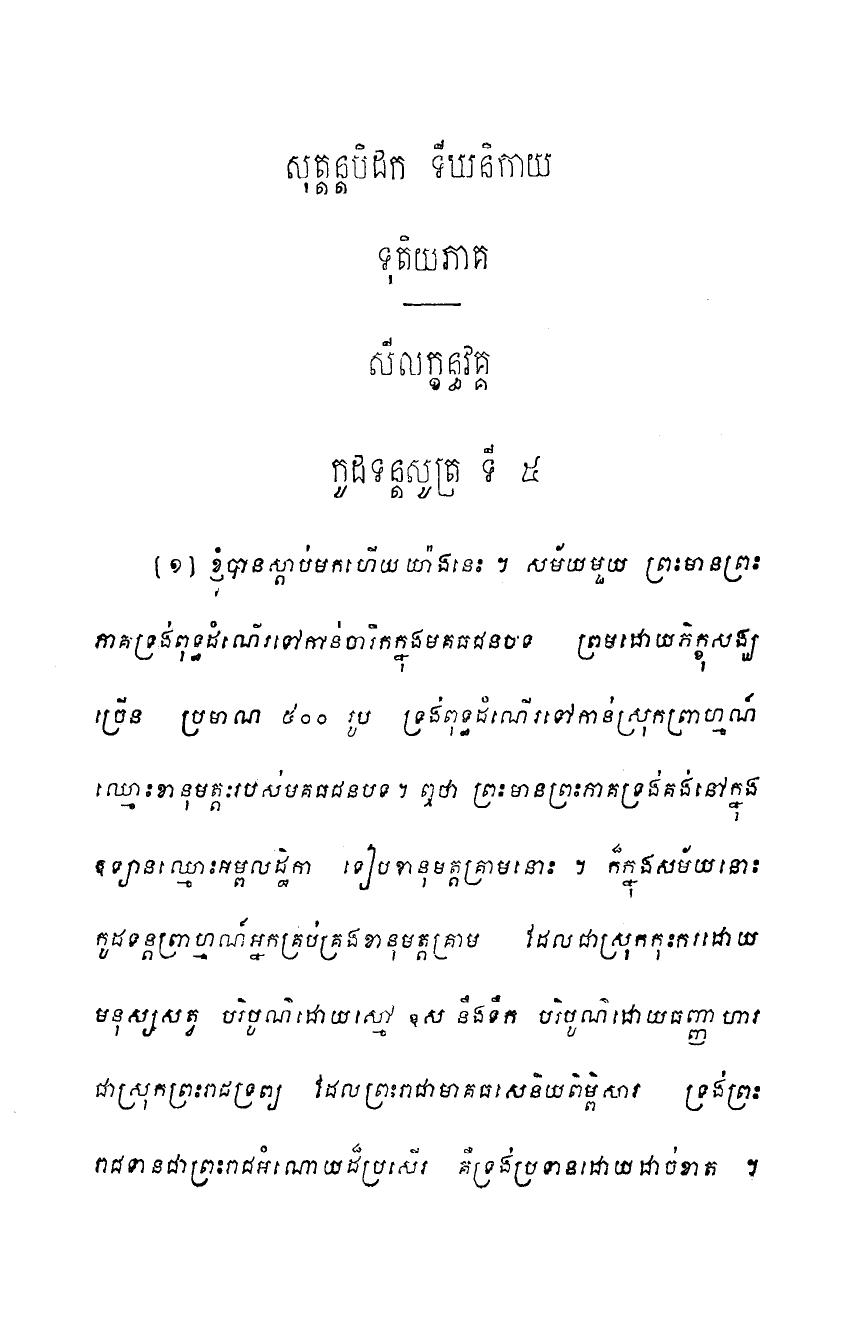 សុត្តន្តបិដក ទីឃនិកាយ
ទុតិយភាគ
សីលក្ខន្ធវគ្គ
កូដទន្តសូត្រ ទី ៥
(១) ខ្ញុំបានស្តាប់មកហើយ យ៉ាងនេះ ។ សម័យមួយ ព្រះមានព្រះ
ភាគទ្រង់ពុទ្ធដំណើរទៅកាន់ចារិកក្នុងមគធជនបទ ព្រមដោយភិក្ខុសង្ឃ
ច្រើន ប្រមាណ ៥០០ រូប ទ្រង់ពុទ្ធដំណើរទៅកាន់ស្រុកព្រាហ្មណ៍
ឈ្មោះខានុមត្តៈរបស់មគធជនបទ ។ ឮថា ព្រះមានព្រះភាគទ្រង់គង់នៅក្នុង
ឧទ្យានឈ្មោះអម្ពលដ្ឋិកា ទៀបខានុមត្តគ្រាមនោះ ។ ក៏ក្នុងសម័យនោះ
កូដទន្តព្រាហ្មណ៍អ្នកគ្រប់គ្រងខានុមត្តគ្រាម ដែលជាស្រុកកុះករដោយ
មនុស្សសត្វ បរិបូណ៌ដោយស្មៅ ឧស នឹងទឹក បរិបូណ៌ដោយធញ្ញាហារ
ជាស្រុកព្រះរាជទ្រព្យ ដែលព្រះរាជាមាគធសេនិយពិម្ពិសារ ទ្រង់ព្រះ
រាជទានជាព្រះរាជអំណោយដ៏ប្រសើរ គឺទ្រង់ប្រទានដោយដាច់ខាត ។